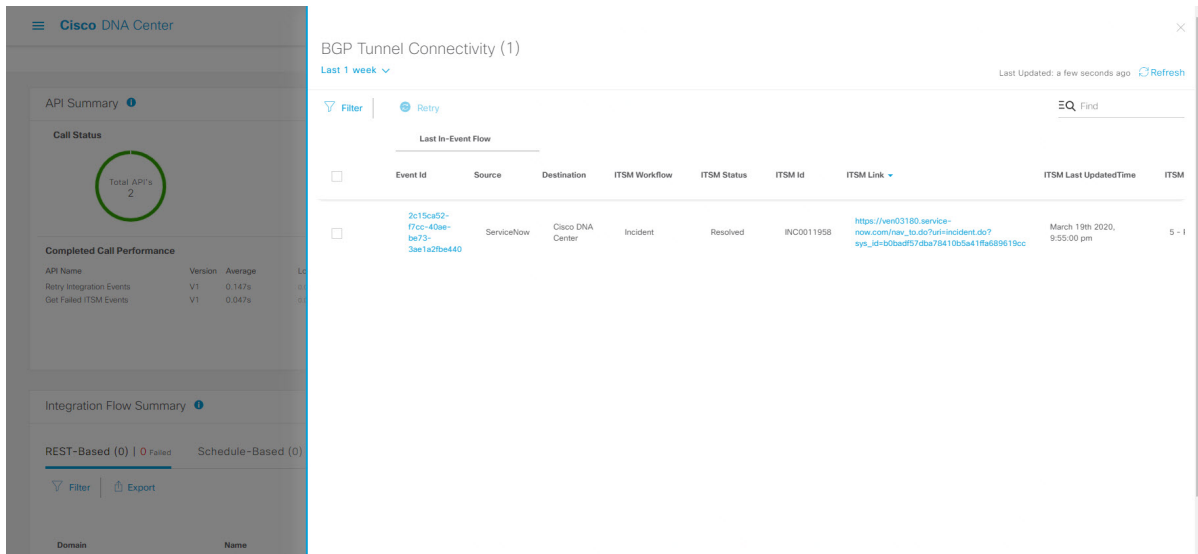 Cisco DNA Center
API Summary
Call Status
Total API's
2
Completed Call Performance
API Name Version Average Lo
Retry Integration Events V1 0.147s
Get Failed ITSM Events V1 0.047s
Integration Flow Summary
REST-Based (0) | 0 Failed Schedule-Based (0)
Filter Export
Domain Name
BGP Tunnel Connectivity (1)
Last 1 week
Last Updated: a few seconds ago Refresh
Filter Retry
Find
Last In-Event Flow
Event Id Source Destination ITSM Workflow ITSM Status ITSM Id ITSM Link ITSM Last UpdatedTime ITSM
2c15ca52-
f7cc-40ae-
be73-
3ae1a2fbe440
ServiceNow
Cisco DNA
Center
Incident
Resolved
INC0011958
https://ven03180.service-
now.com/nav_to.do?uri=incident.do?
sys_id=b0badf57dba78410b5a41ffa689619cc
March 19th 2020,
9:55:00 pm
5 -